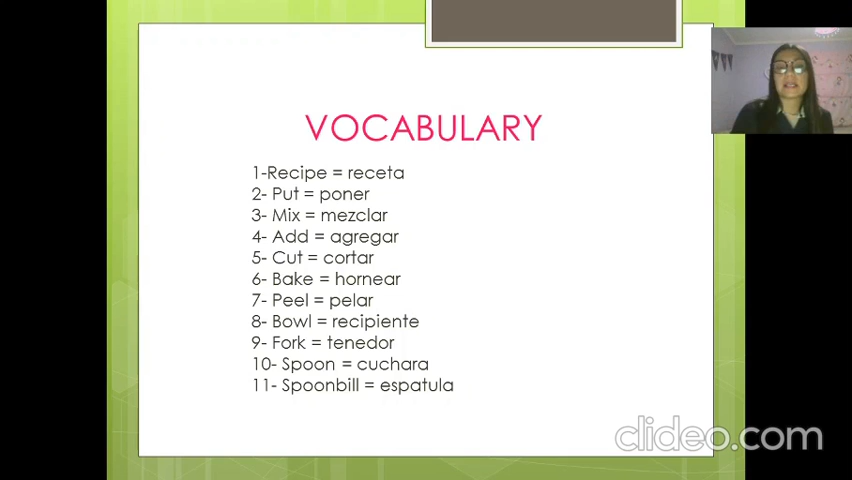 VOCABULARY
1-Recipe = receta
2- Put = poner
3- Mix = mezclar
4- Add = agregar
5- Cut = cortar
6- Bake = hornear
7- Peel = pelar
8- Bowl = recipiente
9- Fork = tenedor
10- Spoon = cuchara
11- Spoonbill = espatula
clideo.com